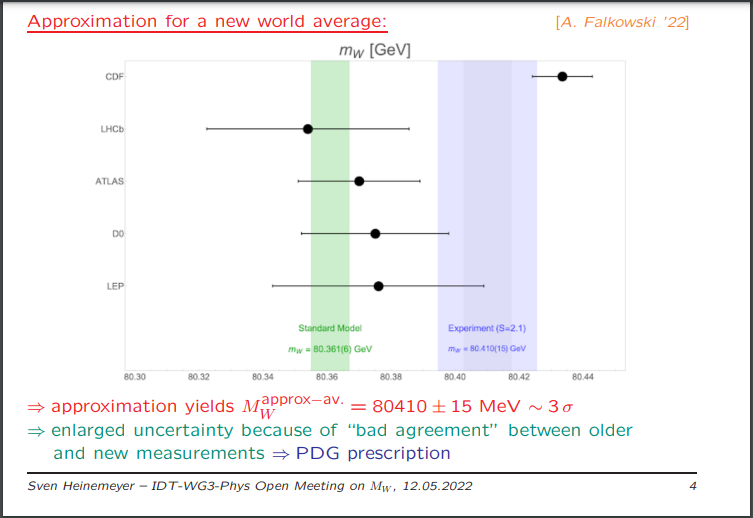 Approximation for a new world average: [A. Falkowski '22]
mW [GeV]
CDF
LHCb
ATLAS
D0
LEP
Standard Model
mW = 80.361(6) GeV
Experiment (S=2.1)
mW = 80.410(15) GeV
80.30 80.32 80.34 80.36 80.38 80.40 80.42 80.44
⇒ approximation yields M_W^approx−av. = 80410 ± 15 MeV ∼ 3 σ
⇒ enlarged uncertainty because of “bad agreement” between older
and new measurements ⇒ PDG prescription
Sven Heinemeyer – IDT-WG3-Phys Open Meeting on MW, 12.05.2022 4